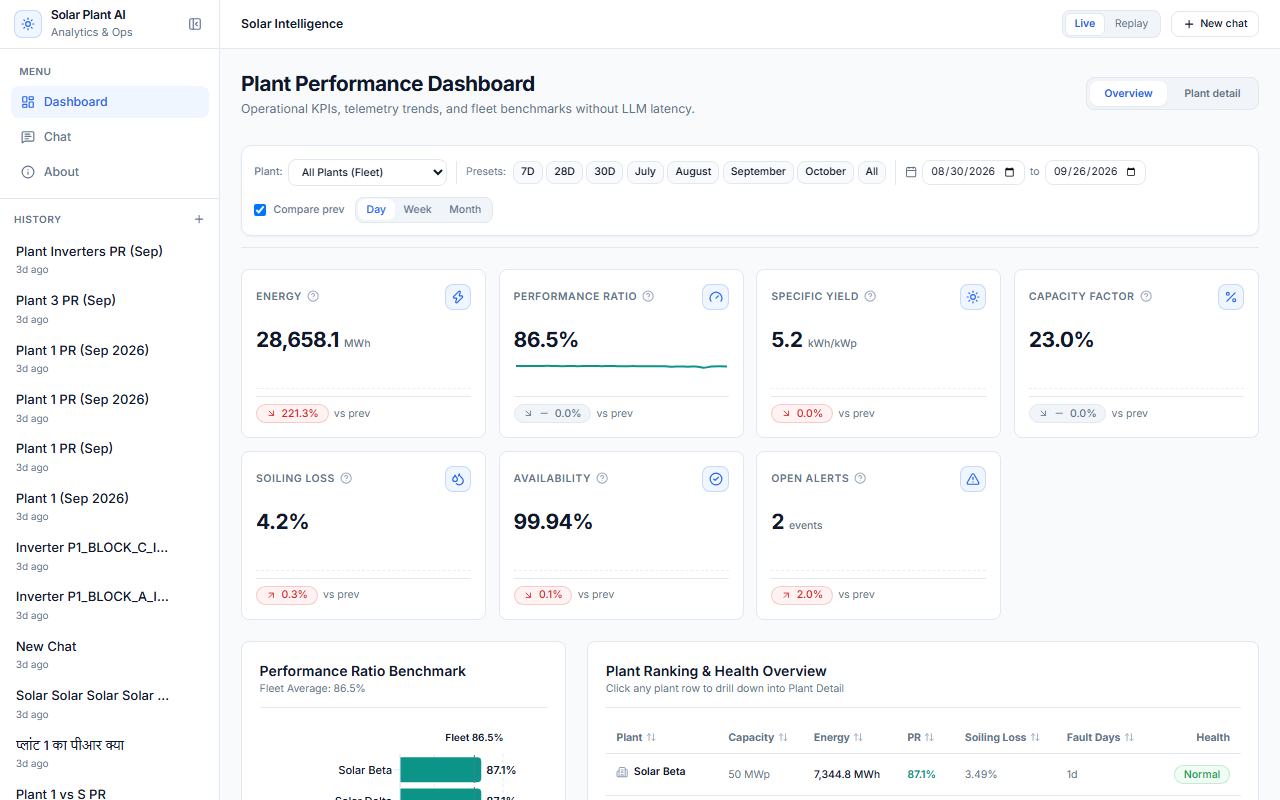 Solar Plant AI
Analytics & Ops
Solar Intelligence
Live
Replay
+ New chat
MENU
Dashboard
Chat
About
HISTORY
+
Plant Inverters PR (Sep)
3d ago
Plant 3 PR (Sep)
3d ago
Plant 1 PR (Sep 2026)
3d ago
Plant 1 PR (Sep 2026)
3d ago
Plant 1 PR (Sep)
3d ago
Plant 1 (Sep 2026)
3d ago
Inverter P1_BLOCK_C_I...
3d ago
Inverter P1_BLOCK_A_I...
3d ago
New Chat
3d ago
Solar Solar Solar Solar ...
3d ago
प्लांट 1 का पीआर क्या
3d ago
Plant 1 vs S PR
Plant Performance Dashboard
Operational KPIs, telemetry trends, and fleet benchmarks without LLM latency.
Overview
Plant detail
Plant: All Plants (Fleet) Presets: 7D 28D 30D July August September October All 08/30/2026 to 09/26/2026
Compare prev Day Week Month
ENERGY
28,658.1 MWh
221.3% vs prev
PERFORMANCE RATIO
86.5%
— 0.0% vs prev
SPECIFIC YIELD
5.2 kWh/kWp
0.0% vs prev
CAPACITY FACTOR
23.0%
— 0.0% vs prev
SOILING LOSS
4.2%
0.3% vs prev
AVAILABILITY
99.94%
0.1% vs prev
OPEN ALERTS
2 events
2.0% vs prev
Performance Ratio Benchmark
Fleet Average: 86.5%
Fleet 86.5%
Solar Beta 87.1%
Solar Delta 87.1%
Plant Ranking & Health Overview
Click any plant row to drill down into Plant Detail
Plant Capacity Energy PR Soiling Loss Fault Days Health
Solar Beta 50 MWp 7,344.8 MWh 87.1% 3.49% 1d Normal